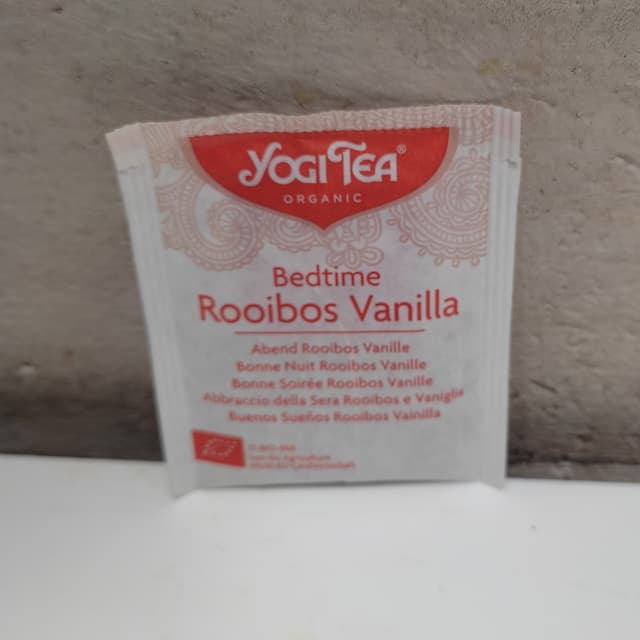 YOGI TEA®
ORGANIC
Bedtime
Rooibos Vanilla
Abend Rooibos Vanille
Bonne Nuit Rooibos Vanille
Bonne Soirée Rooibos Vanille
Abbraccio della Sera Rooibos e Vaniglia
Buenos Sueños Rooibos Vainilla